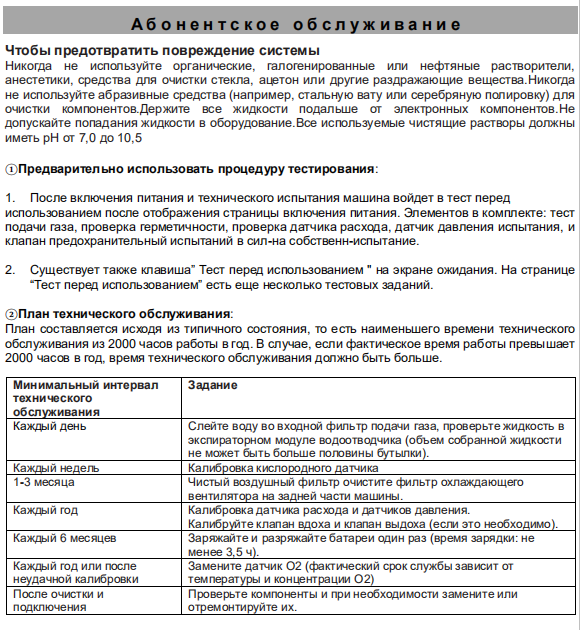 Абонентское обслуживание
Чтобы предотвратить повреждение системы
Никогда не используйте органические, галогенированные или нефтяные растворители,
анестетики, средства для очистки стекла, ацетон или другие раздражающие вещества.Никогда
не используйте абразивные средства (например, стальную вату или серебряную полировку) для
очистки компонентов.Держите все жидкости подальше от электронных компонентов.Не
допускайте попадания жидкости в оборудование.Все используемые чистящие растворы должны
иметь pH от 7,0 до 10,5
①Предварительно использовать процедуру тестирования:
1. После включения питания и технического испытания машина войдет в тест перед
использованием после отображения страницы включения питания. Элементов в комплекте: тест
подачи газа, проверка герметичности, проверка датчика расхода, датчик давления испытания, и
клапан предохранительный испытаний в сил-на собственн-испытание.
2. Существует также клавиша” Тест перед использованием " на экране ожидания. На странице
“Тест перед использованием” есть еще несколько тестовых заданий.
②План технического обслуживания:
План составляется исходя из типичного состояния, то есть наименьшего времени технического
обслуживания из 2000 часов работы в год. В случае, если фактическое время работы превышает
2000 часов в год, время технического обслуживания должно быть больше.
Минимальный интервал
технического
обслуживания
Задание
Каждый день
Слейте воду во входной фильтр подачи газа, проверьте жидкость в
экспираторном модуле водоотводчика (объем собранной жидкости
не может быть больше половины бутылки).
Каждый недель
Калибровка кислородного датчика
1-3 месяца
Чистый воздушный фильтр очистите фильтр охлаждающего
вентилятора на задней части машины.
Каждый год
Калибровка датчика расхода и датчиков давления.
Калибруйте клапан вдоха и клапан выдоха (если это необходимо).
Каждый 6 месяцев
Заряжайте и разряжайте батареи один раз (время зарядки: не
менее 3,5 ч).
Каждый год или после
неудачной калибровки
Замените датчик O2 (фактический срок службы зависит от
температуры и концентрации O2)
После очистки и
подключения
Проверьте компоненты и при необходимости замените или
отремонтируйте их.